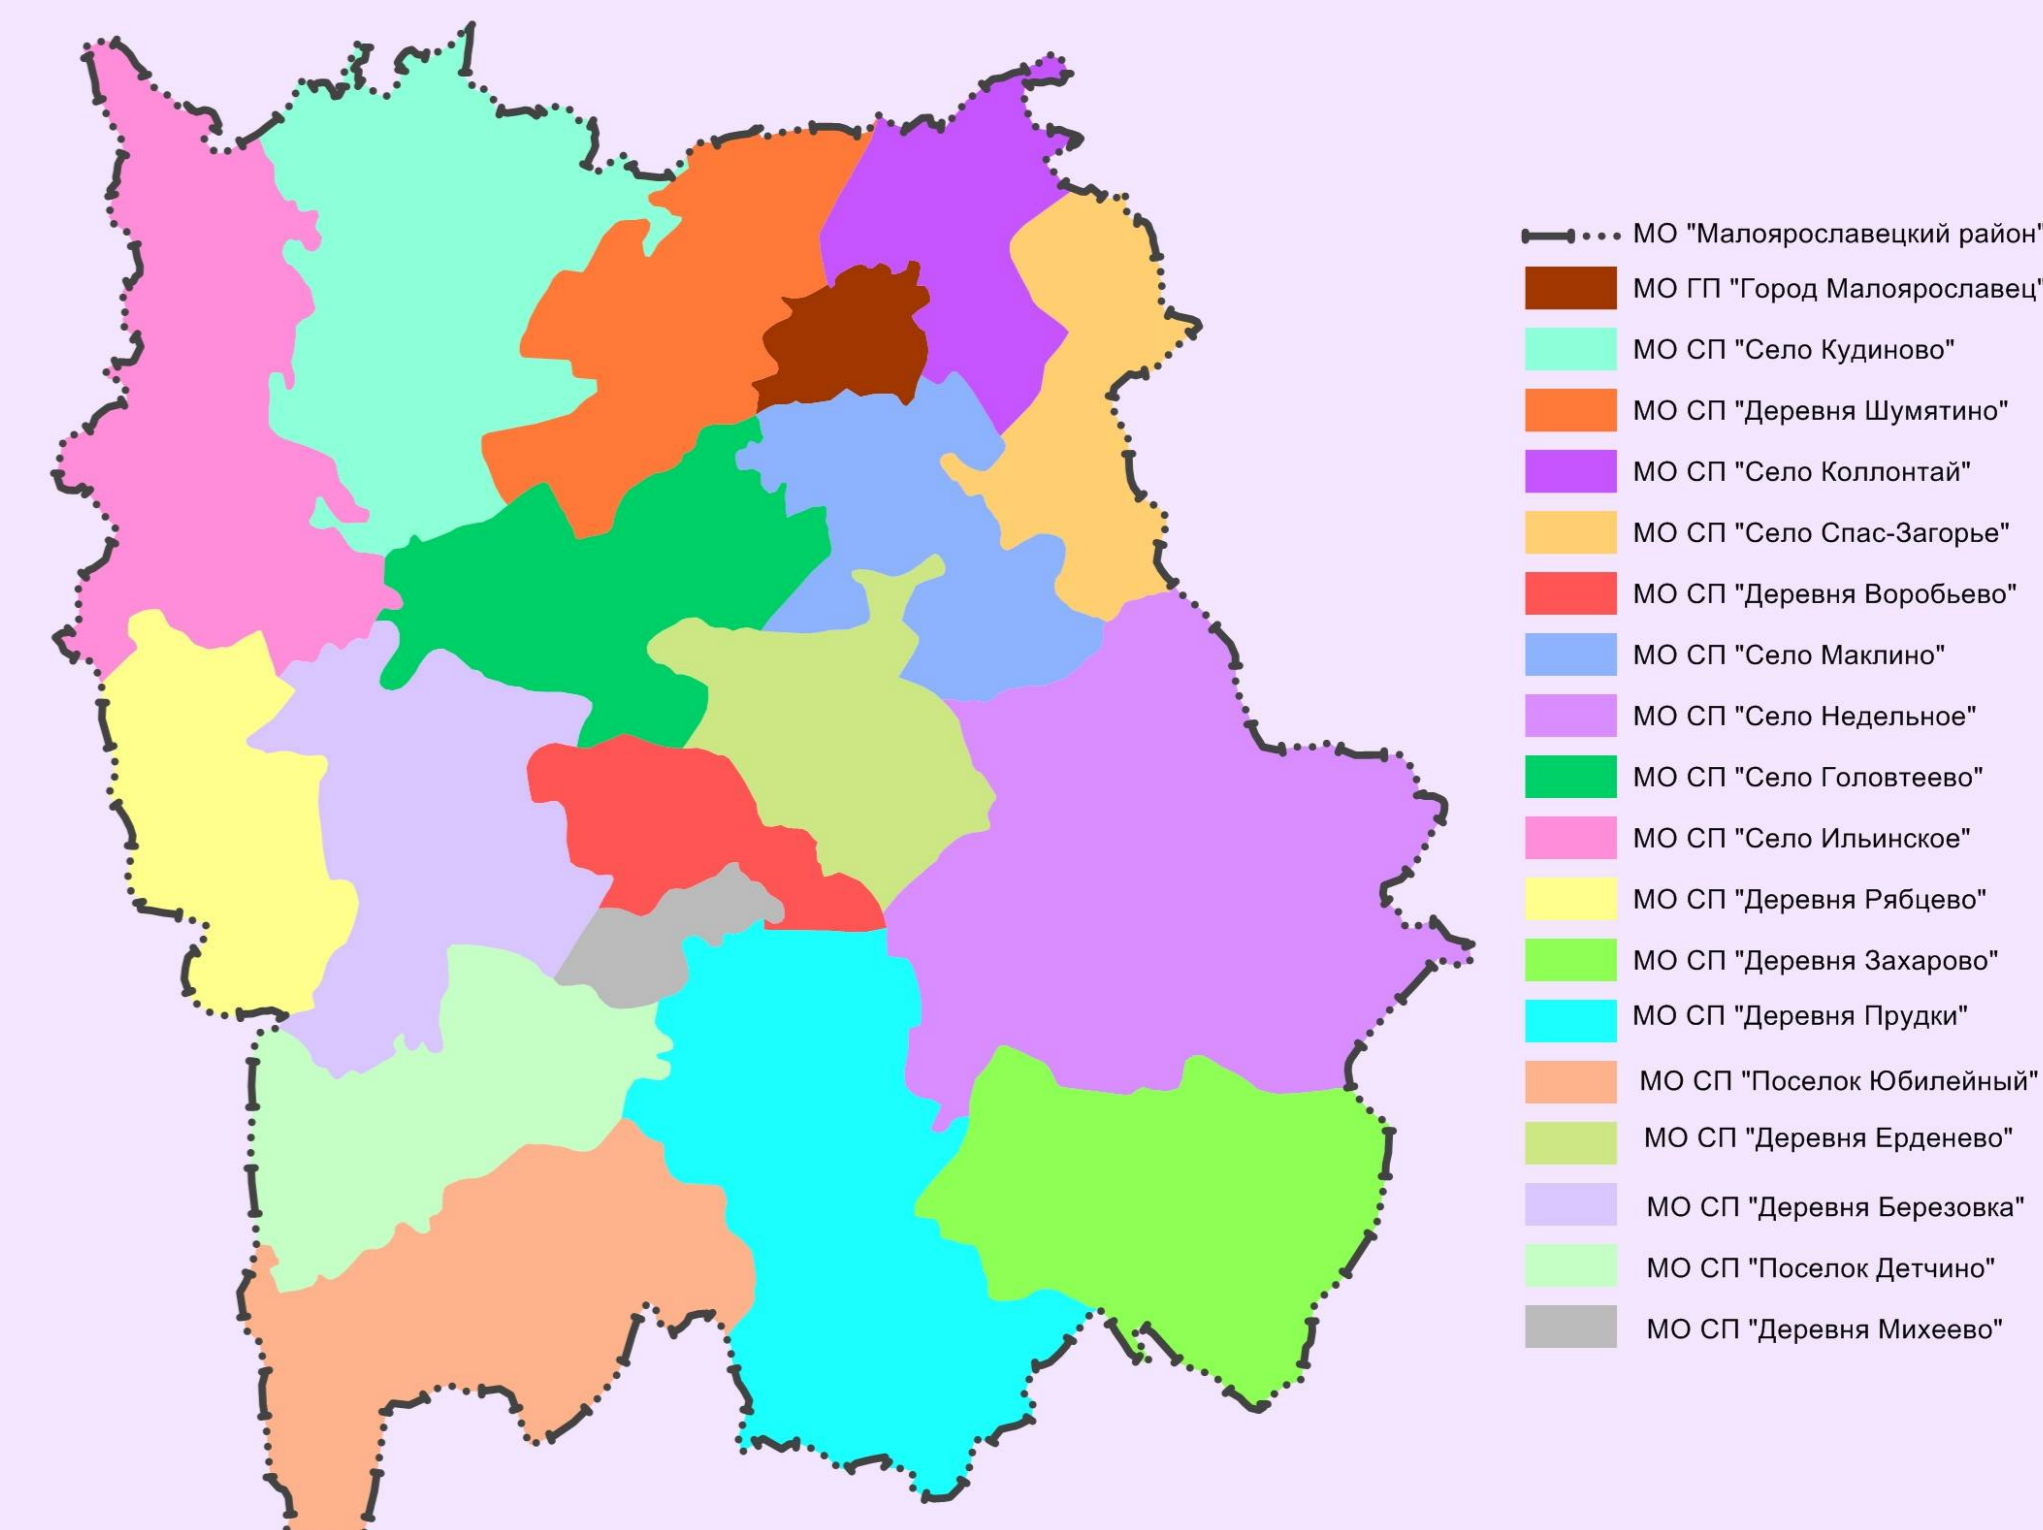 МО "Малоярославецкий район"
МО ГП "Город Малоярославец"
МО СП "Село Кудиново"
МО СП "Деревня Шумятино"
МО СП "Село Коллонтай"
МО СП "Село Спас-Загорье"
МО СП "Деревня Воробьево"
МО СП "Село Маклино"
МО СП "Село Недельное"
МО СП "Село Головтеево"
МО СП "Село Ильинское"
МО СП "Деревня Рябцево"
МО СП "Деревня Захарово"
МО СП "Деревня Прудки"
МО СП "Поселок Юбилейный"
МО СП "Деревня Ерденево"
МО СП "Деревня Березовка"
МО СП "Поселок Детчино"
МО СП "Деревня Михеево"